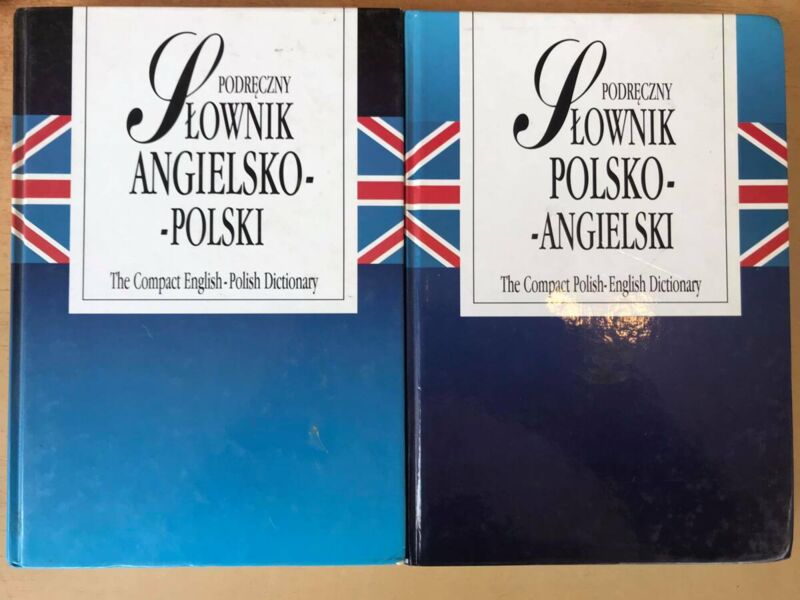 PODRĘCZNY
SŁOWNIK
ANGIELSKO-
-POLSKI
The Compact English-Polish Dictionary
PODRĘCZNY
SŁOWNIK
POLSKO-
-ANGIELSKI
The Compact Polish-English Dictionary